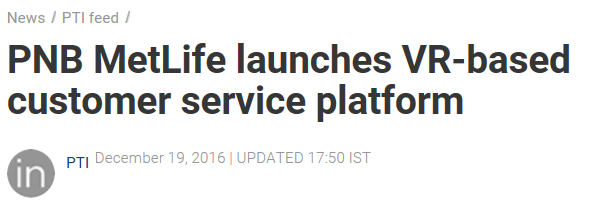 News / PTI feed /
PNB MetLife launches VR-based
customer service platform
in PTI December 19, 2016 | UPDATED 17:50 IST